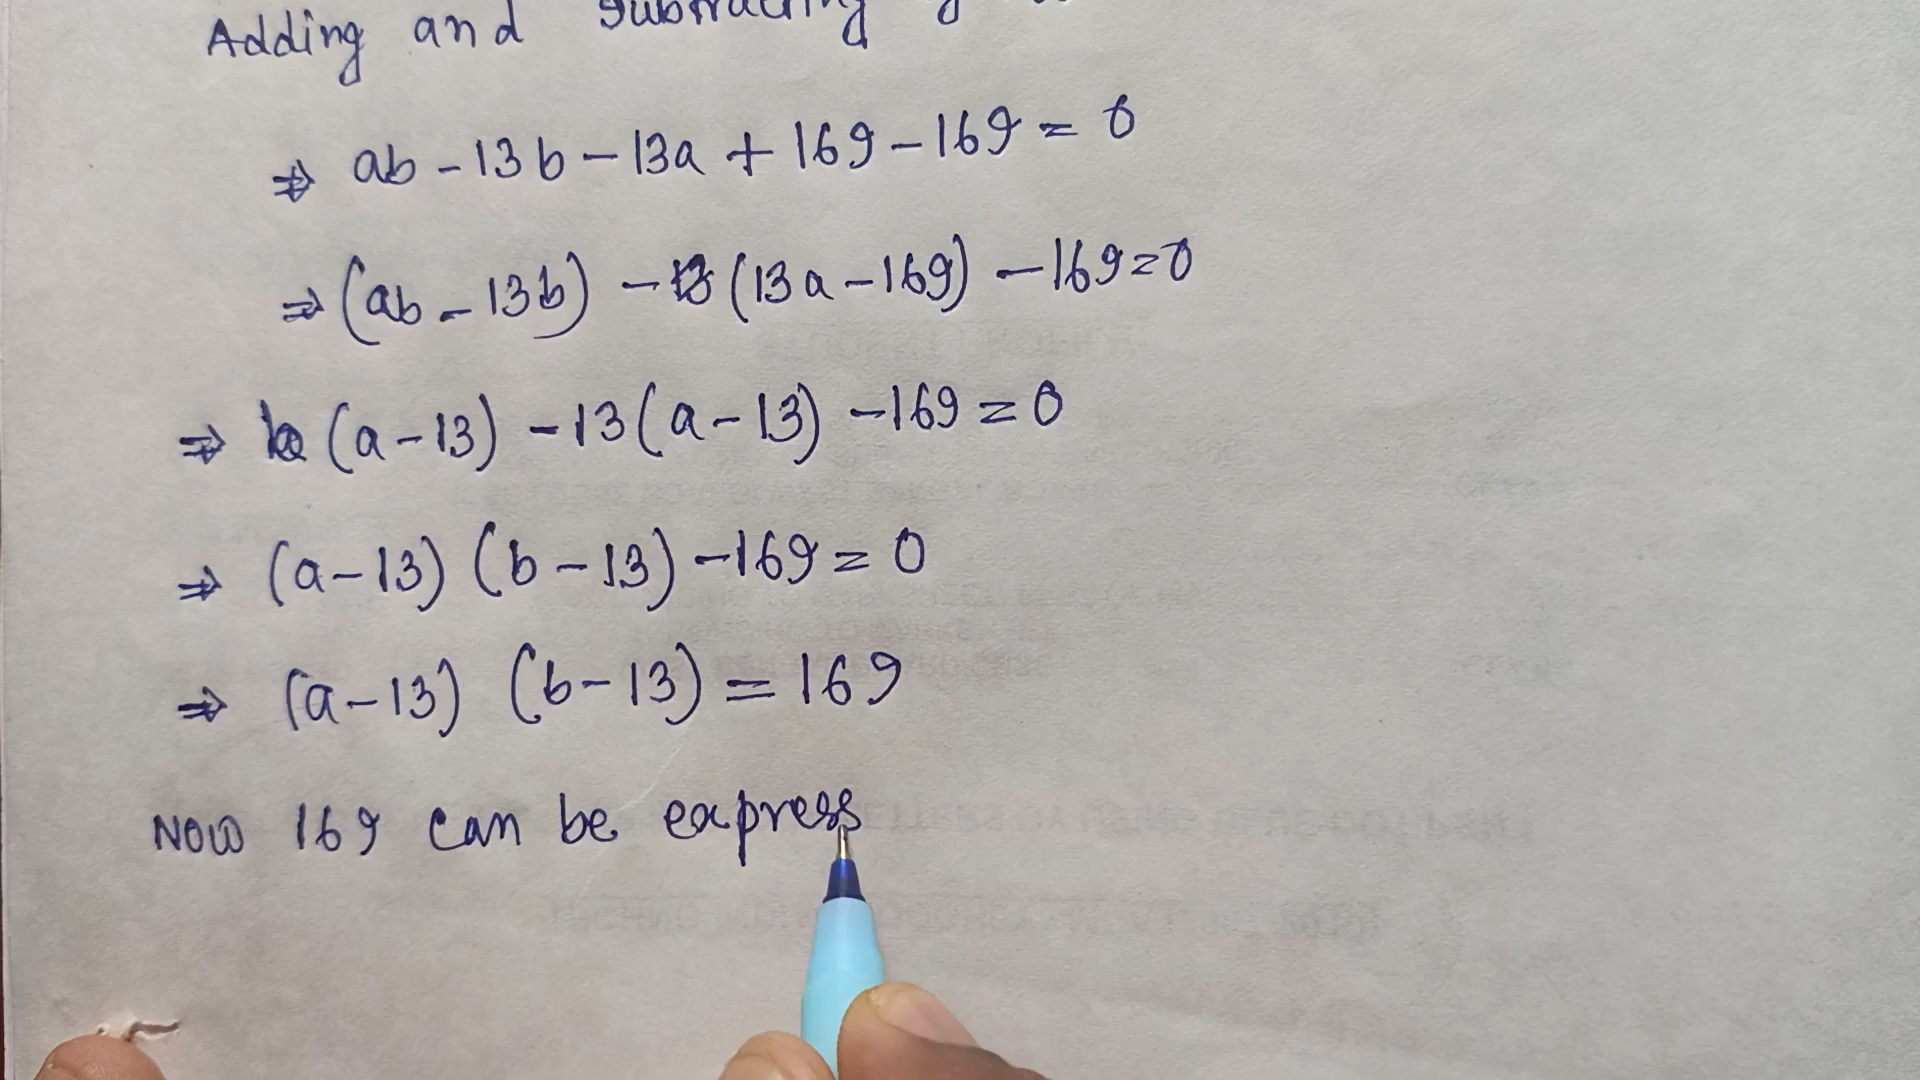 Adding and subtracting
⇒ ab - 13b - 13a + 169 - 169 = 0
⇒ (ab - 13b) - (13a - 169) - 169 = 0
⇒ b (a - 13) - 13 (a - 13) - 169 = 0
⇒ (a - 13) (b - 13) - 169 = 0
⇒ (a - 13) (b - 13) = 169
Now 169 can be express